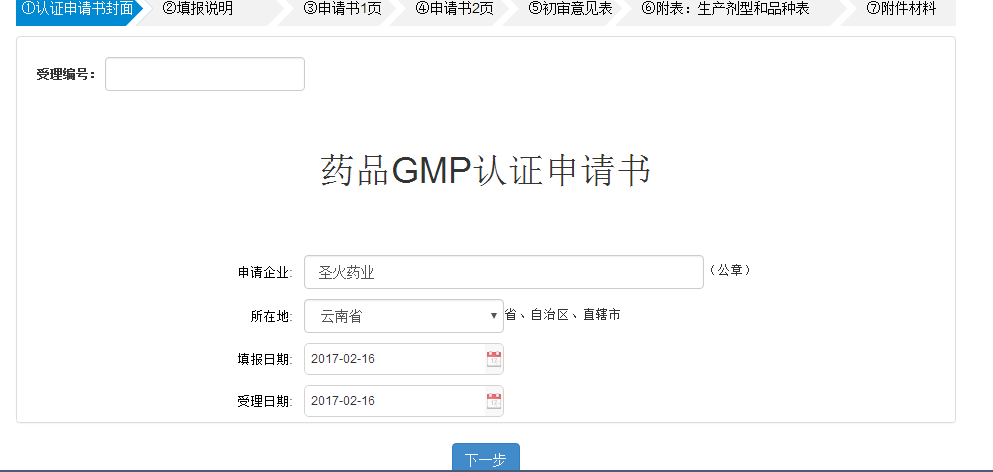 ①认证申请书封面 ②填报说明 ③申请书1页 ④申请书2页 ⑤初审意见表 ⑥附表：生产剂型和品种表 ⑦附件材料
受理编号：
药品GMP认证申请书
申请企业: 圣火药业 （公章）
所在地: 云南省 省、自治区、直辖市
填报日期: 2017-02-16
受理日期: 2017-02-16
下一步